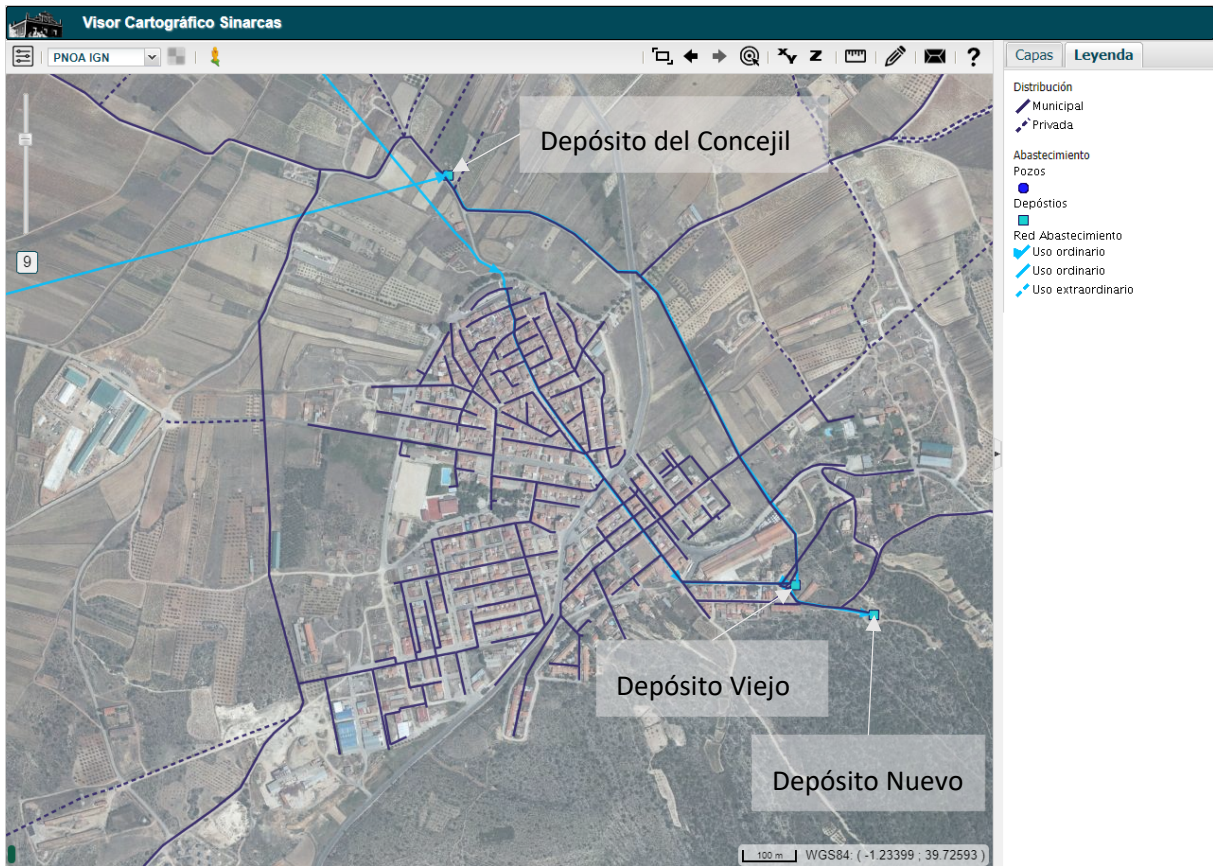 Visor Cartográfico Sinarcas
PNOA IGN
x Y
Z
?
Capas
Leyenda
Distribución
Municipal
Privada
Abastecimiento
Pozos
Depóstios
Red Abastecimiento
Uso ordinario
Uso ordinario
Uso extraordinario
9
Depósito del Concejil
Depósito Viejo
Depósito Nuevo
100 m
WGS84: ( -1.23399 ; 39.72593 )